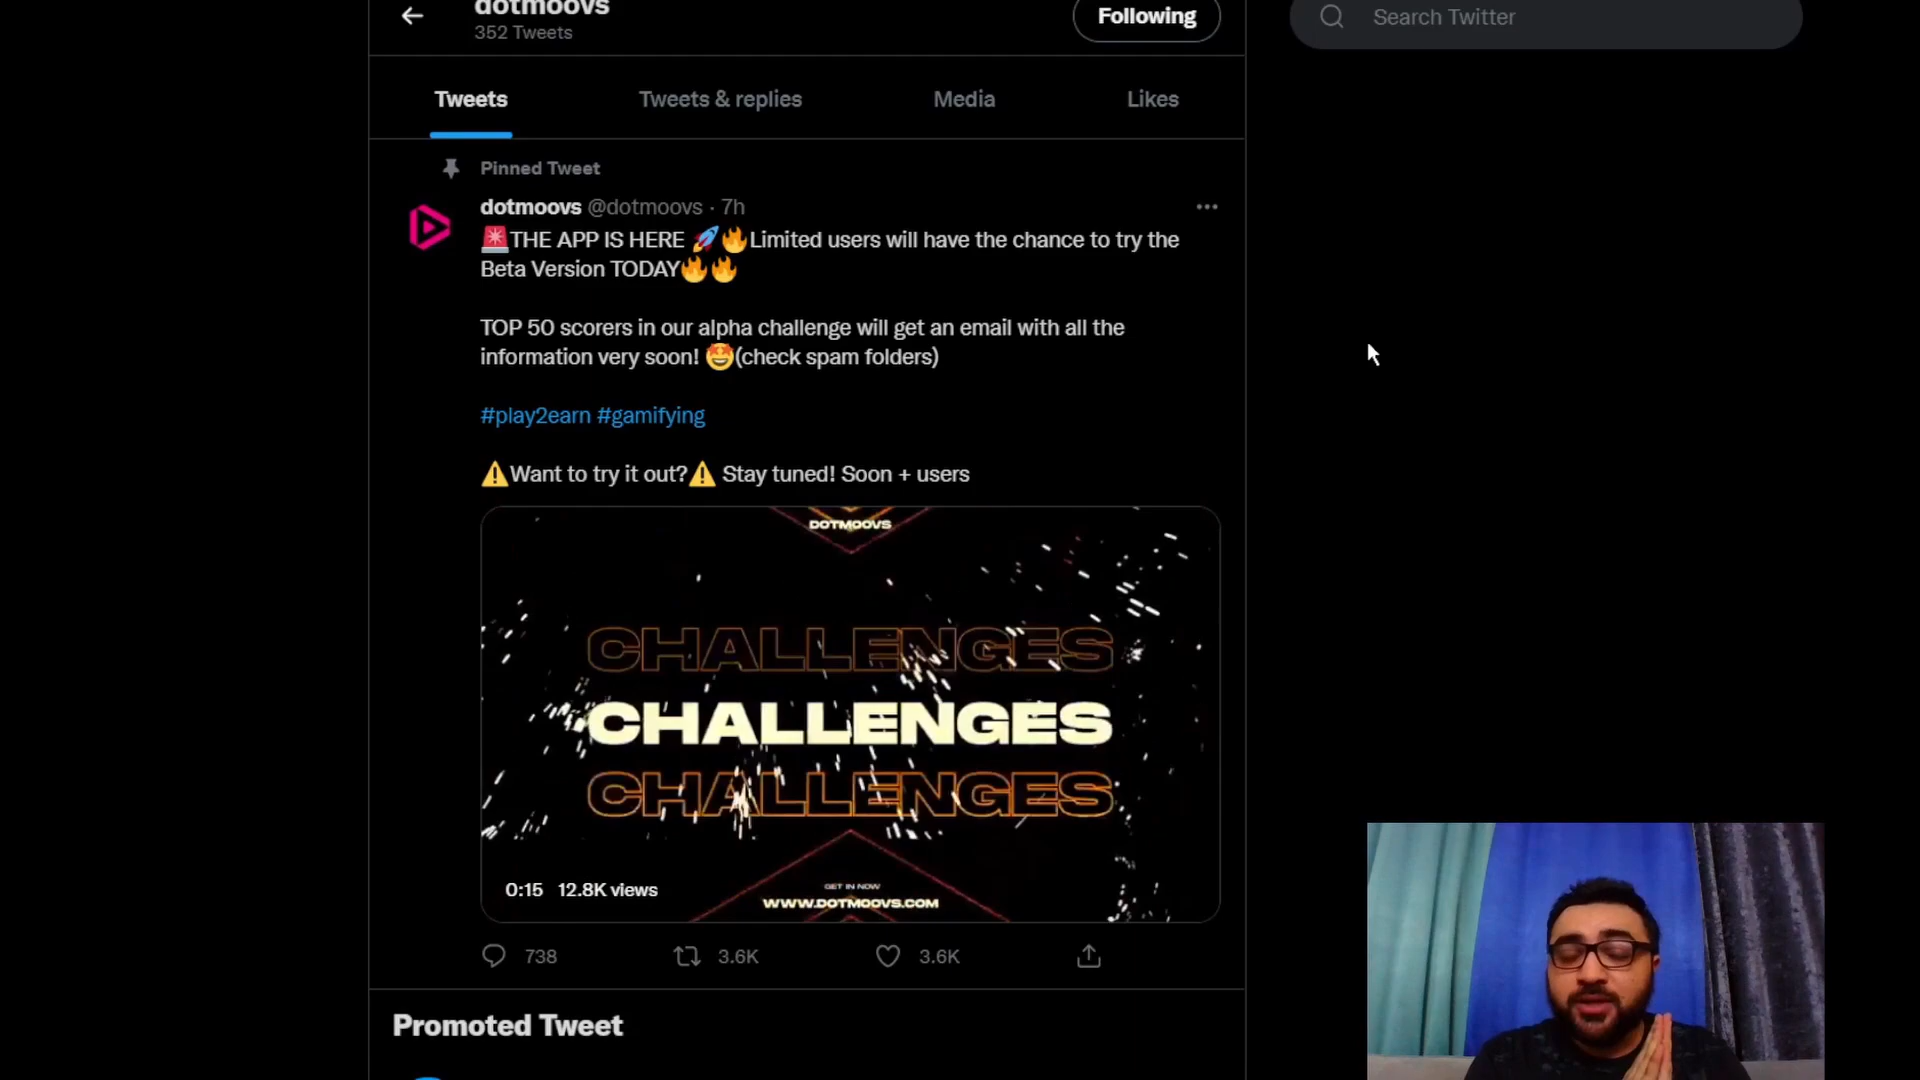 dotmoovs
352 Tweets
Following
Search Twitter
Tweets
Tweets & replies
Media
Likes
Pinned Tweet
dotmoovs @dotmoovs · 7h
🚨THE APP IS HERE 🚀🔥Limited users will have the chance to try the
Beta Version TODAY🔥🔥
TOP 50 scorers in our alpha challenge will get an email with all the
information very soon! 🤩(check spam folders)
#play2earn #gamifying
⚠️Want to try it out?⚠️ Stay tuned! Soon + users
DOTMOOVS
CHALLENGES
CHALLENGES
CHALLENGES
GET IN NOW
WWW.DOTMOOVS.COM
0:15 12.8K views
738
3.6K
3.6K
Promoted Tweet